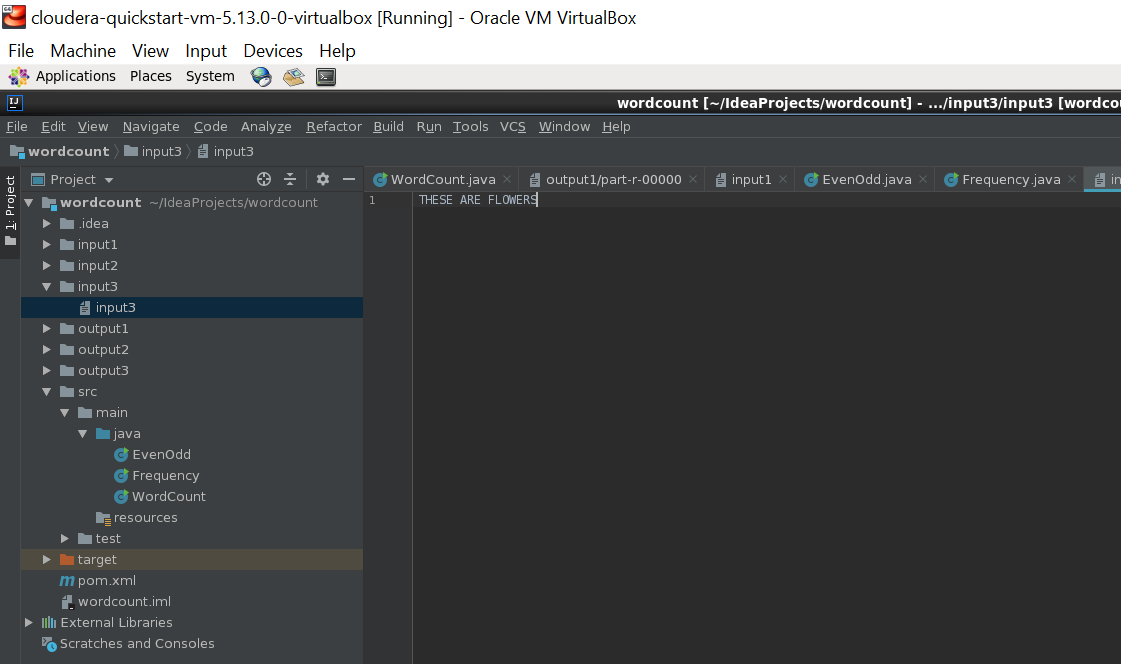 cloudera-quickstart-vm-5.13.0-0-virtualbox [Running] - Oracle VM VirtualBox
File Machine View Input Devices Help
Applications Places System
wordcount [~/IdeaProjects/wordcount] - .../input3/input3 [wordcou
File Edit View Navigate Code Analyze Refactor Build Run Tools VCS Window Help
wordcount input3 input3
1: Project
Project
WordCount.java output1/part-r-00000 input1 EvenOdd.java Frequency.java in
1 THESE ARE FLOWERS
wordcount ~/IdeaProjects/wordcount
.idea
input1
input2
input3
input3
output1
output2
output3
src
main
java
EvenOdd
Frequency
WordCount
resources
test
target
pom.xml
wordcount.iml
External Libraries
Scratches and Consoles